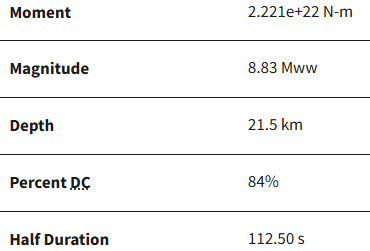 Moment 2.221e+22 N-m
Magnitude 8.83 Mww
Depth 21.5 km
Percent DC 84%
Half Duration 112.50 s